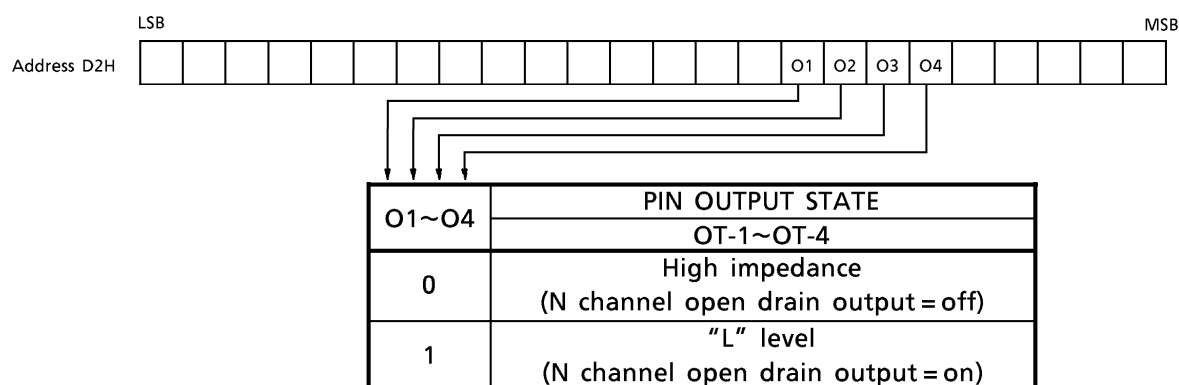 LSB
MSB
Address D2H
O1 O2 O3 O4
O1~O4
PIN OUTPUT STATE
OT-1~OT-4
0
High impedance
(N channel open drain output=off)
1
“L” level
(N channel open drain output=on)